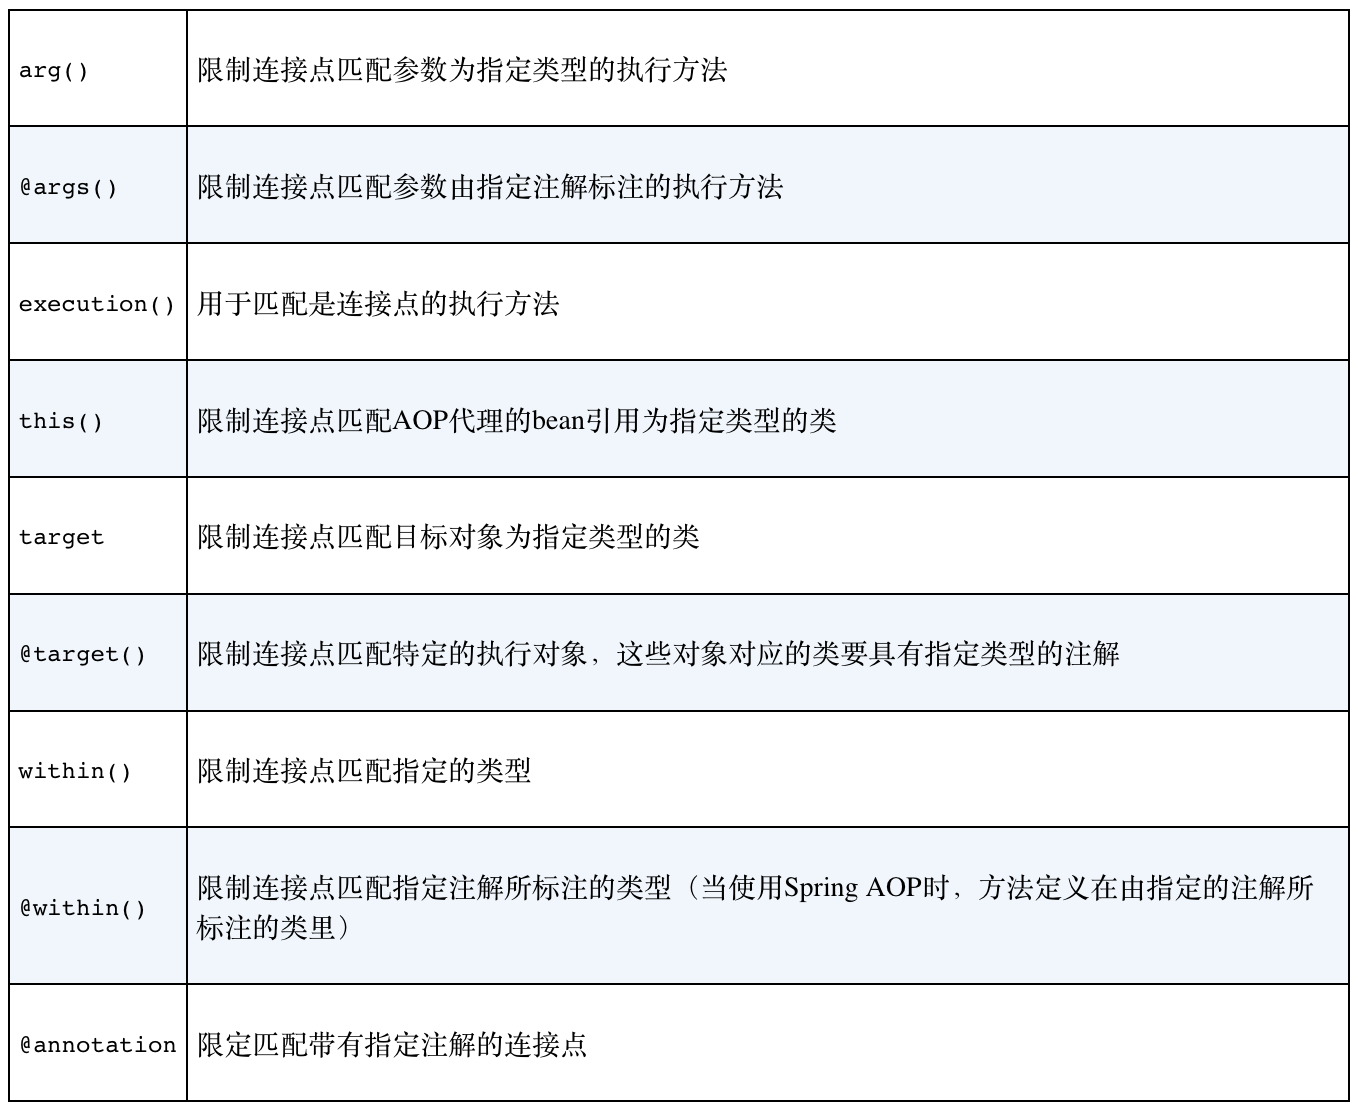 arg() 限制连接点匹配参数为指定类型的执行方法
@args() 限制连接点匹配参数由指定注解标注的执行方法
execution() 用于匹配是连接点的执行方法
this() 限制连接点匹配AOP代理的bean引用为指定类型的类
target 限制连接点匹配目标对象为指定类型的类
@target() 限制连接点匹配特定的执行对象，这些对象对应的类要具有指定类型的注解
within() 限制连接点匹配指定的类型
@within() 限制连接点匹配指定注解所标注的类型（当使用Spring AOP时，方法定义在由指定的注解所
标注的类里）
@annotation 限定匹配带有指定注解的连接点